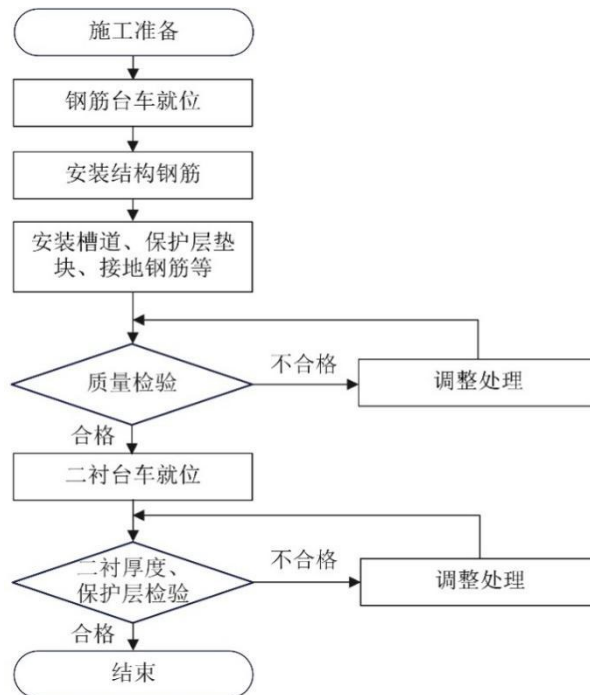 施工准备
钢筋台车就位
安装结构钢筋
安装槽道、保护层垫
块、接地钢筋等
质量检验
不合格
调整处理
合格
二衬台车就位
二衬厚度、
保护层检验
不合格
调整处理
合格
结束